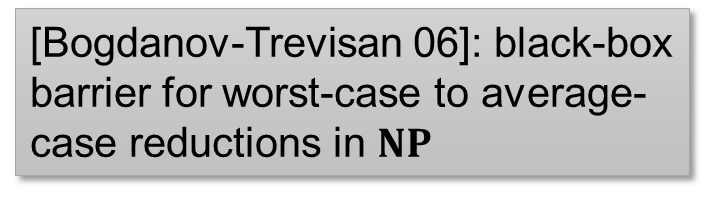 [Bogdanov-Trevisan 06]: black-box
barrier for worst-case to average-
case reductions in NP